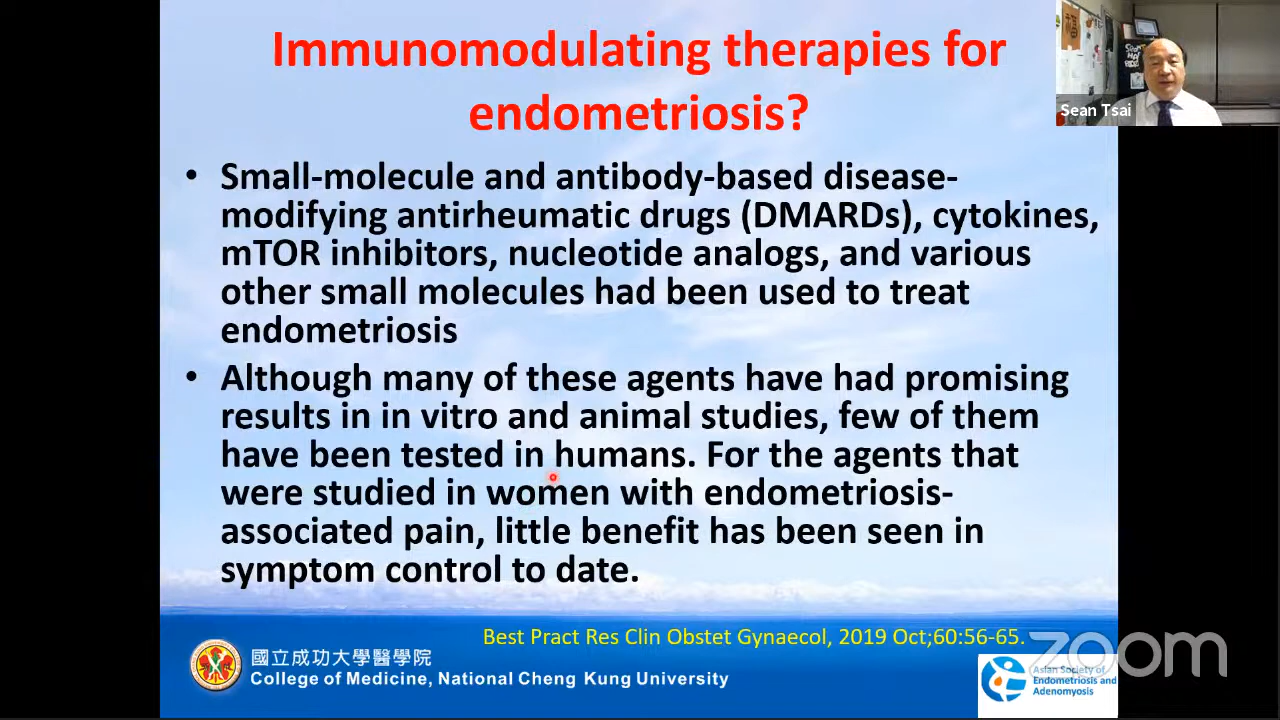 Immunomodulating therapies for
endometriosis?
Sean Tsai
• Small-molecule and antibody-based disease-
modifying antirheumatic drugs (DMARDs), cytokines,
mTOR inhibitors, nucleotide analogs, and various
other small molecules had been used to treat
endometriosis
• Although many of these agents have had promising
results in in vitro and animal studies, few of them
have been tested in humans. For the agents that
were studied in women with endometriosis-
associated pain, little benefit has been seen in
symptom control to date.
Best Pract Res Clin Obstet Gynaecol, 2019 Oct;60:56-65.
國立成功大學醫學院
College of Medicine, National Cheng Kung University
zoom
Asian Society of
Endometriosis and
Adenomyosis